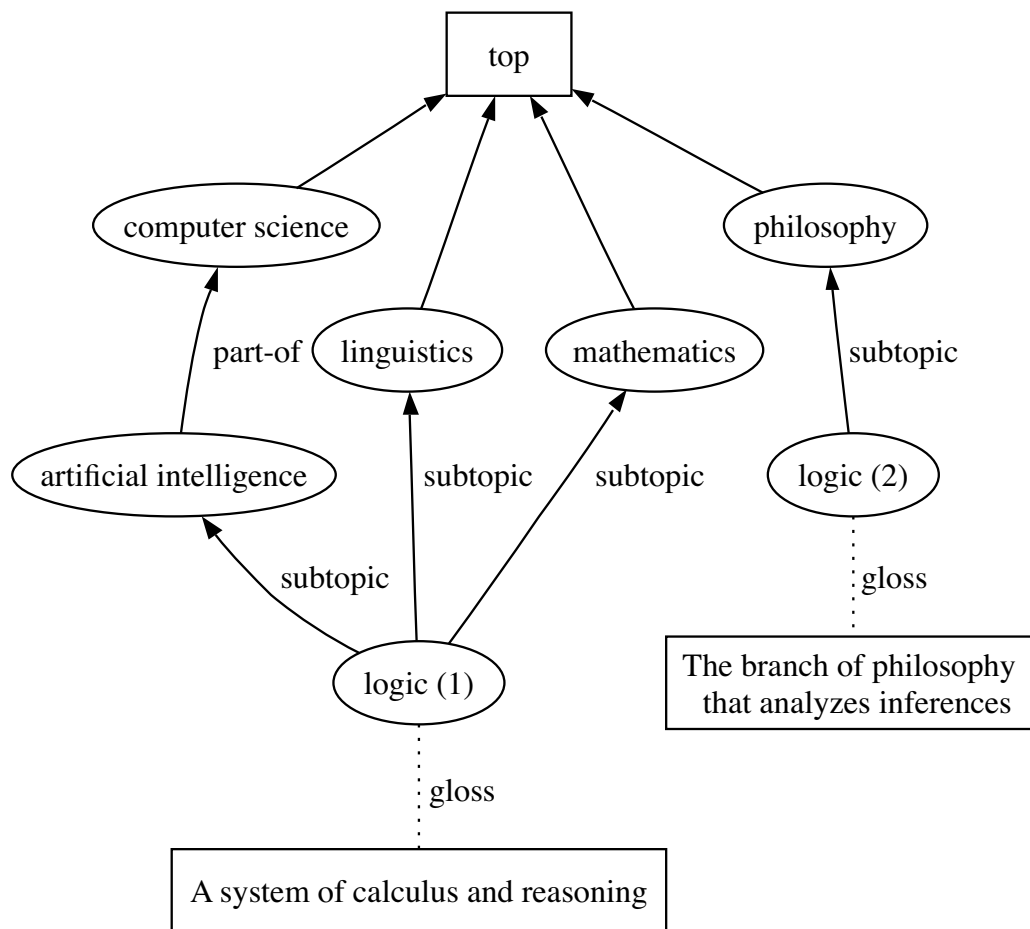 top
computer science
philosophy
part-of
linguistics
mathematics
subtopic
artificial intelligence
subtopic
subtopic
logic (2)
subtopic
gloss
The branch of philosophy
that analyzes inferences
logic (1)
gloss
A system of calculus and reasoning